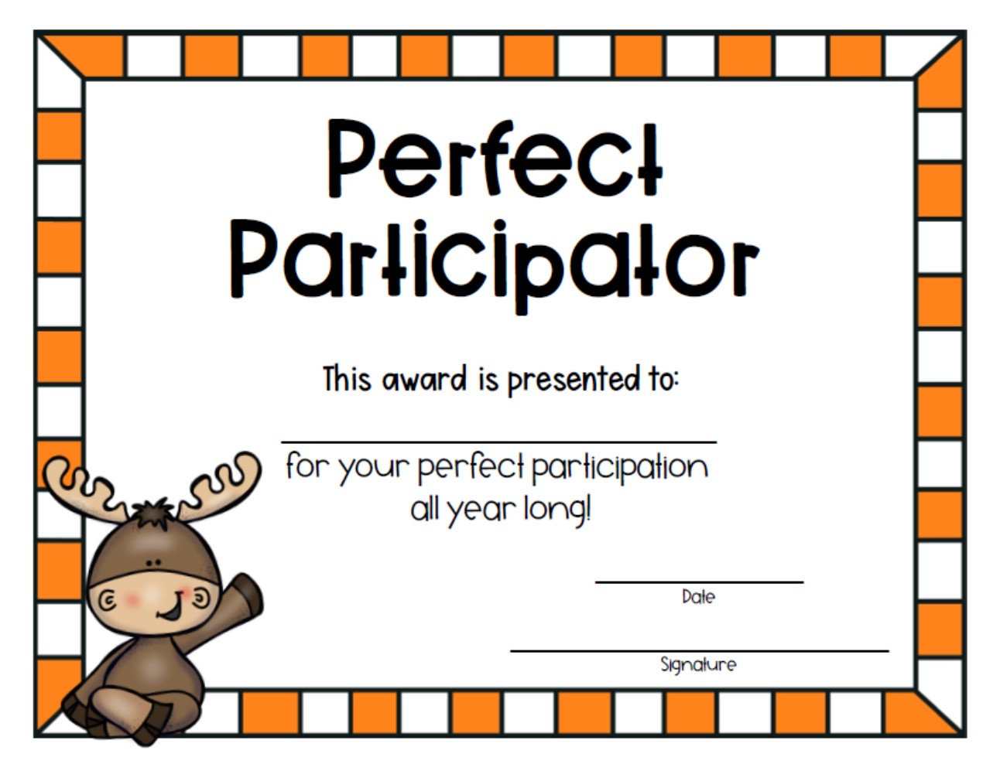 Perfect
Participator
This award is presented to:
for your perfect participation
all year long!
Date
Signature